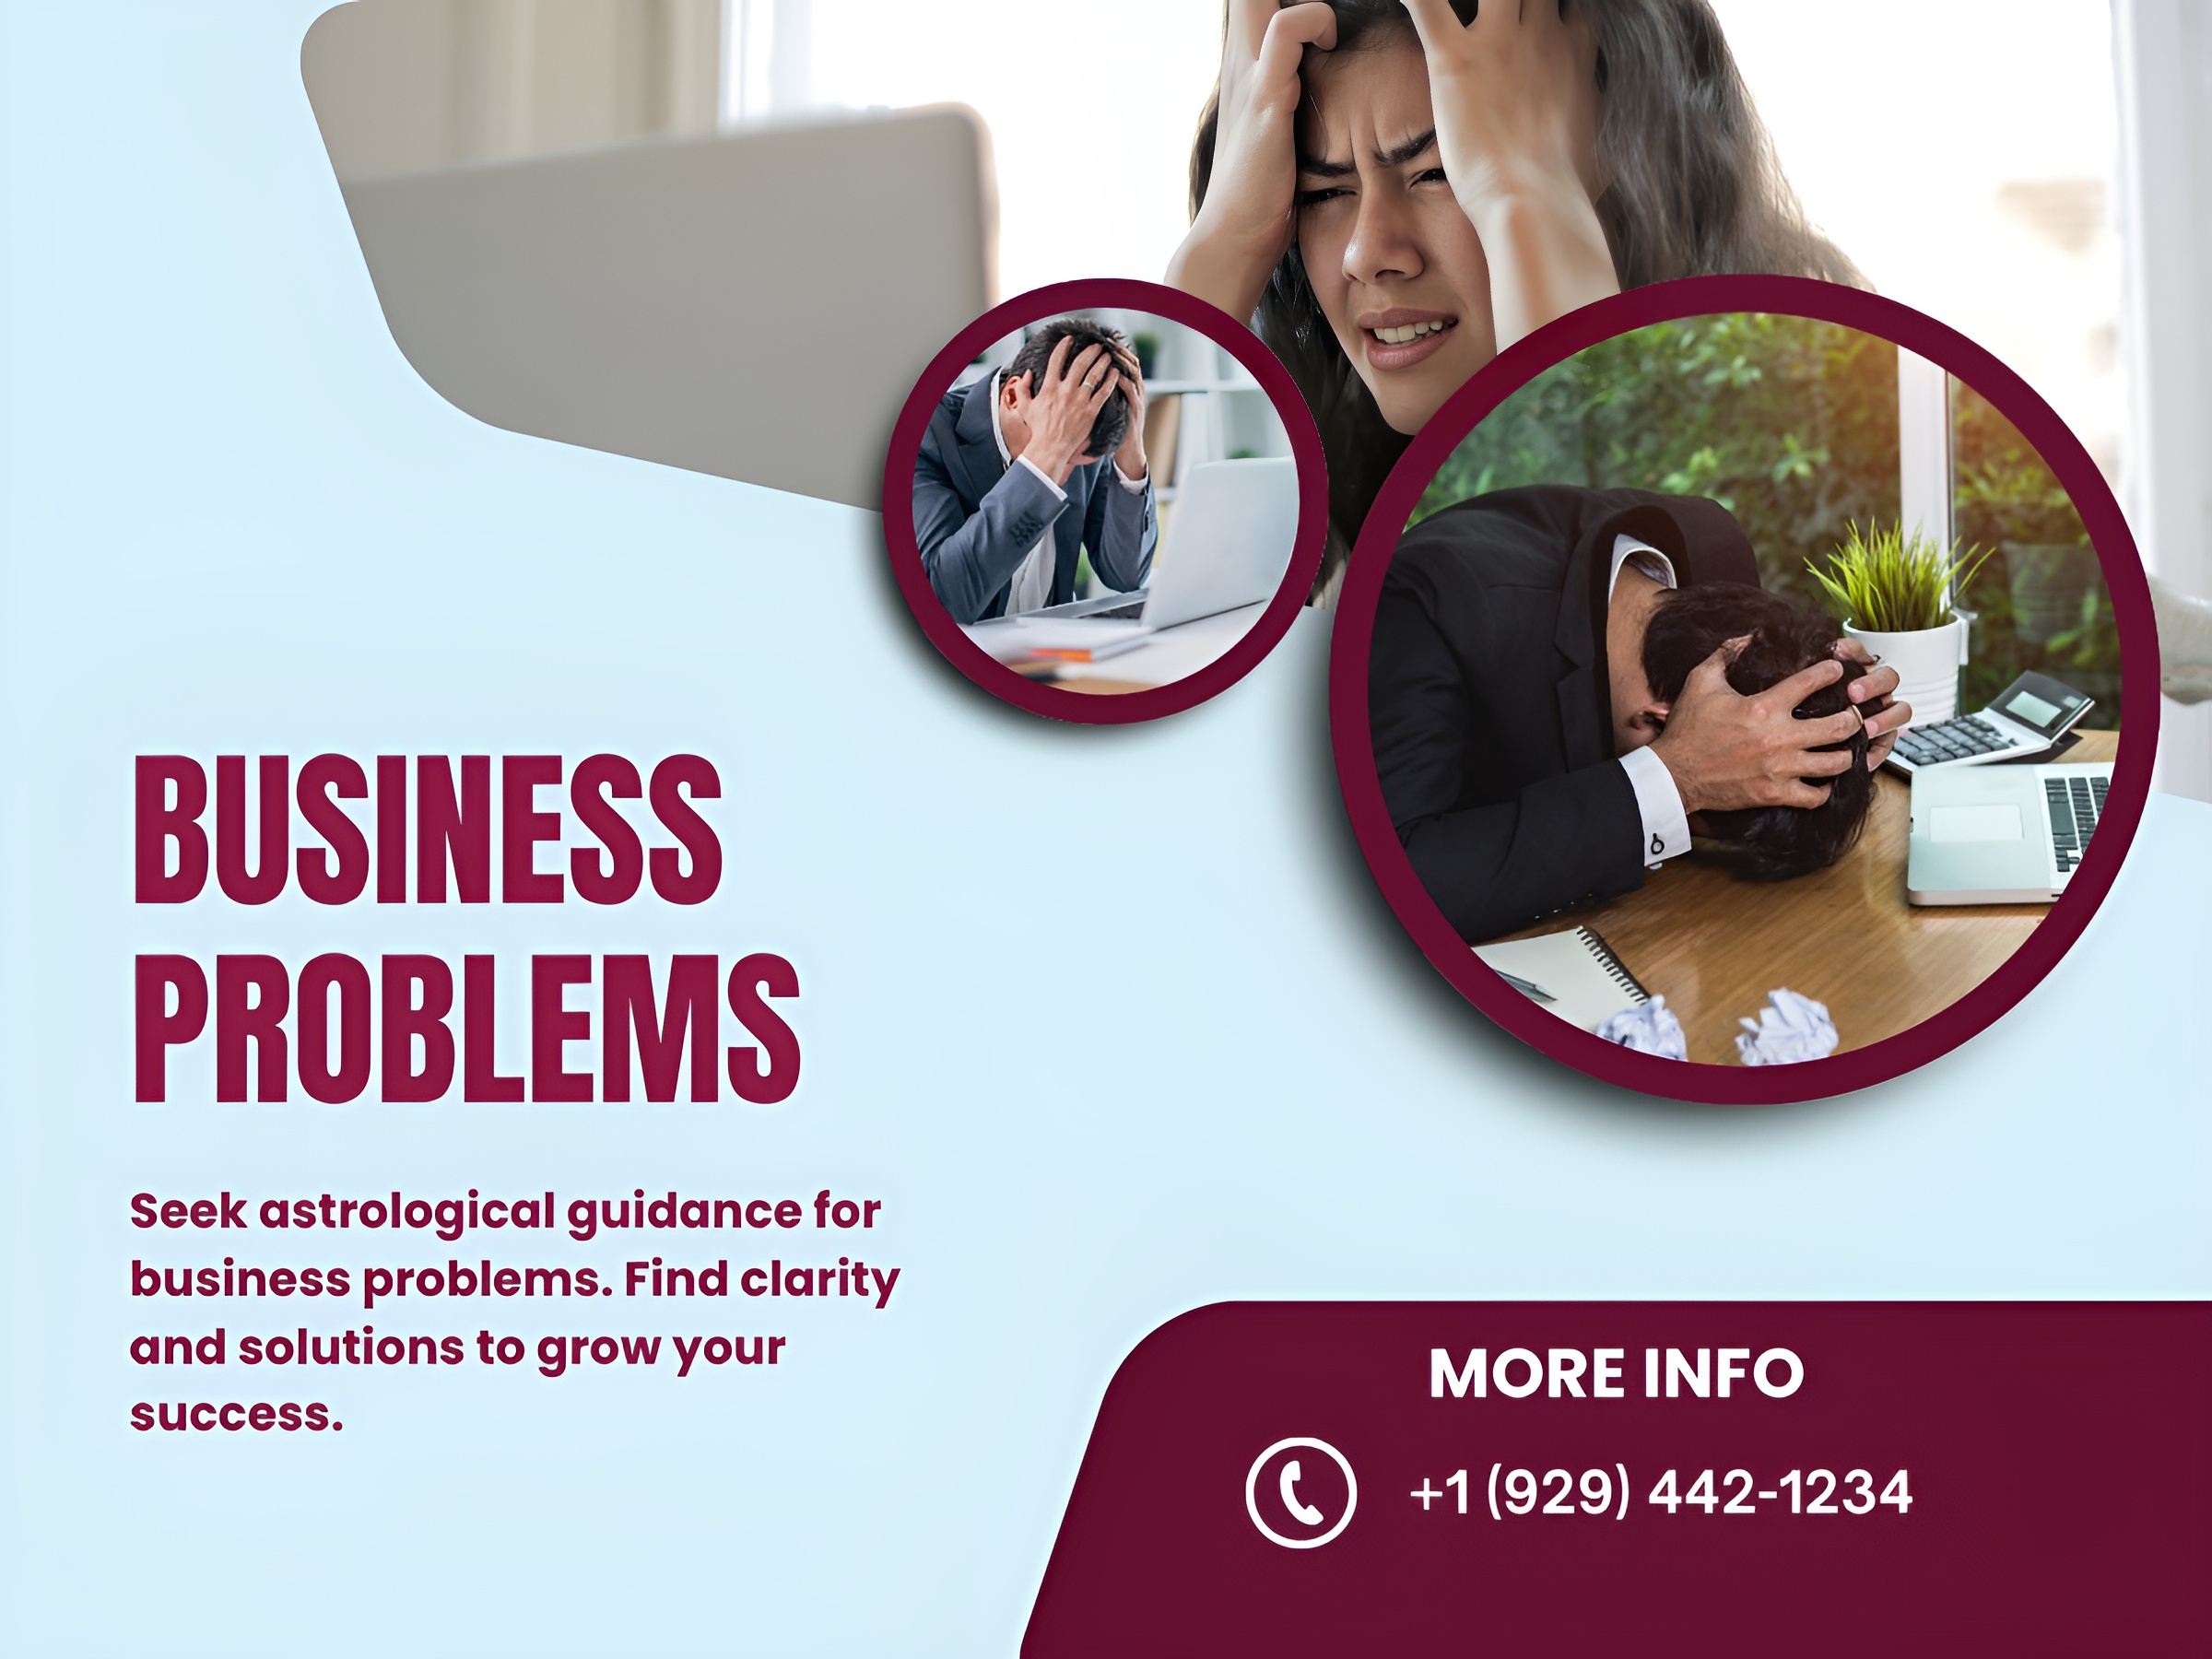 BUSINESS
PROBLEMS
Seek astrological guidance for
business problems. Find clarity
and solutions to grow your
success.
MORE INFO
+1 (929) 442-1234